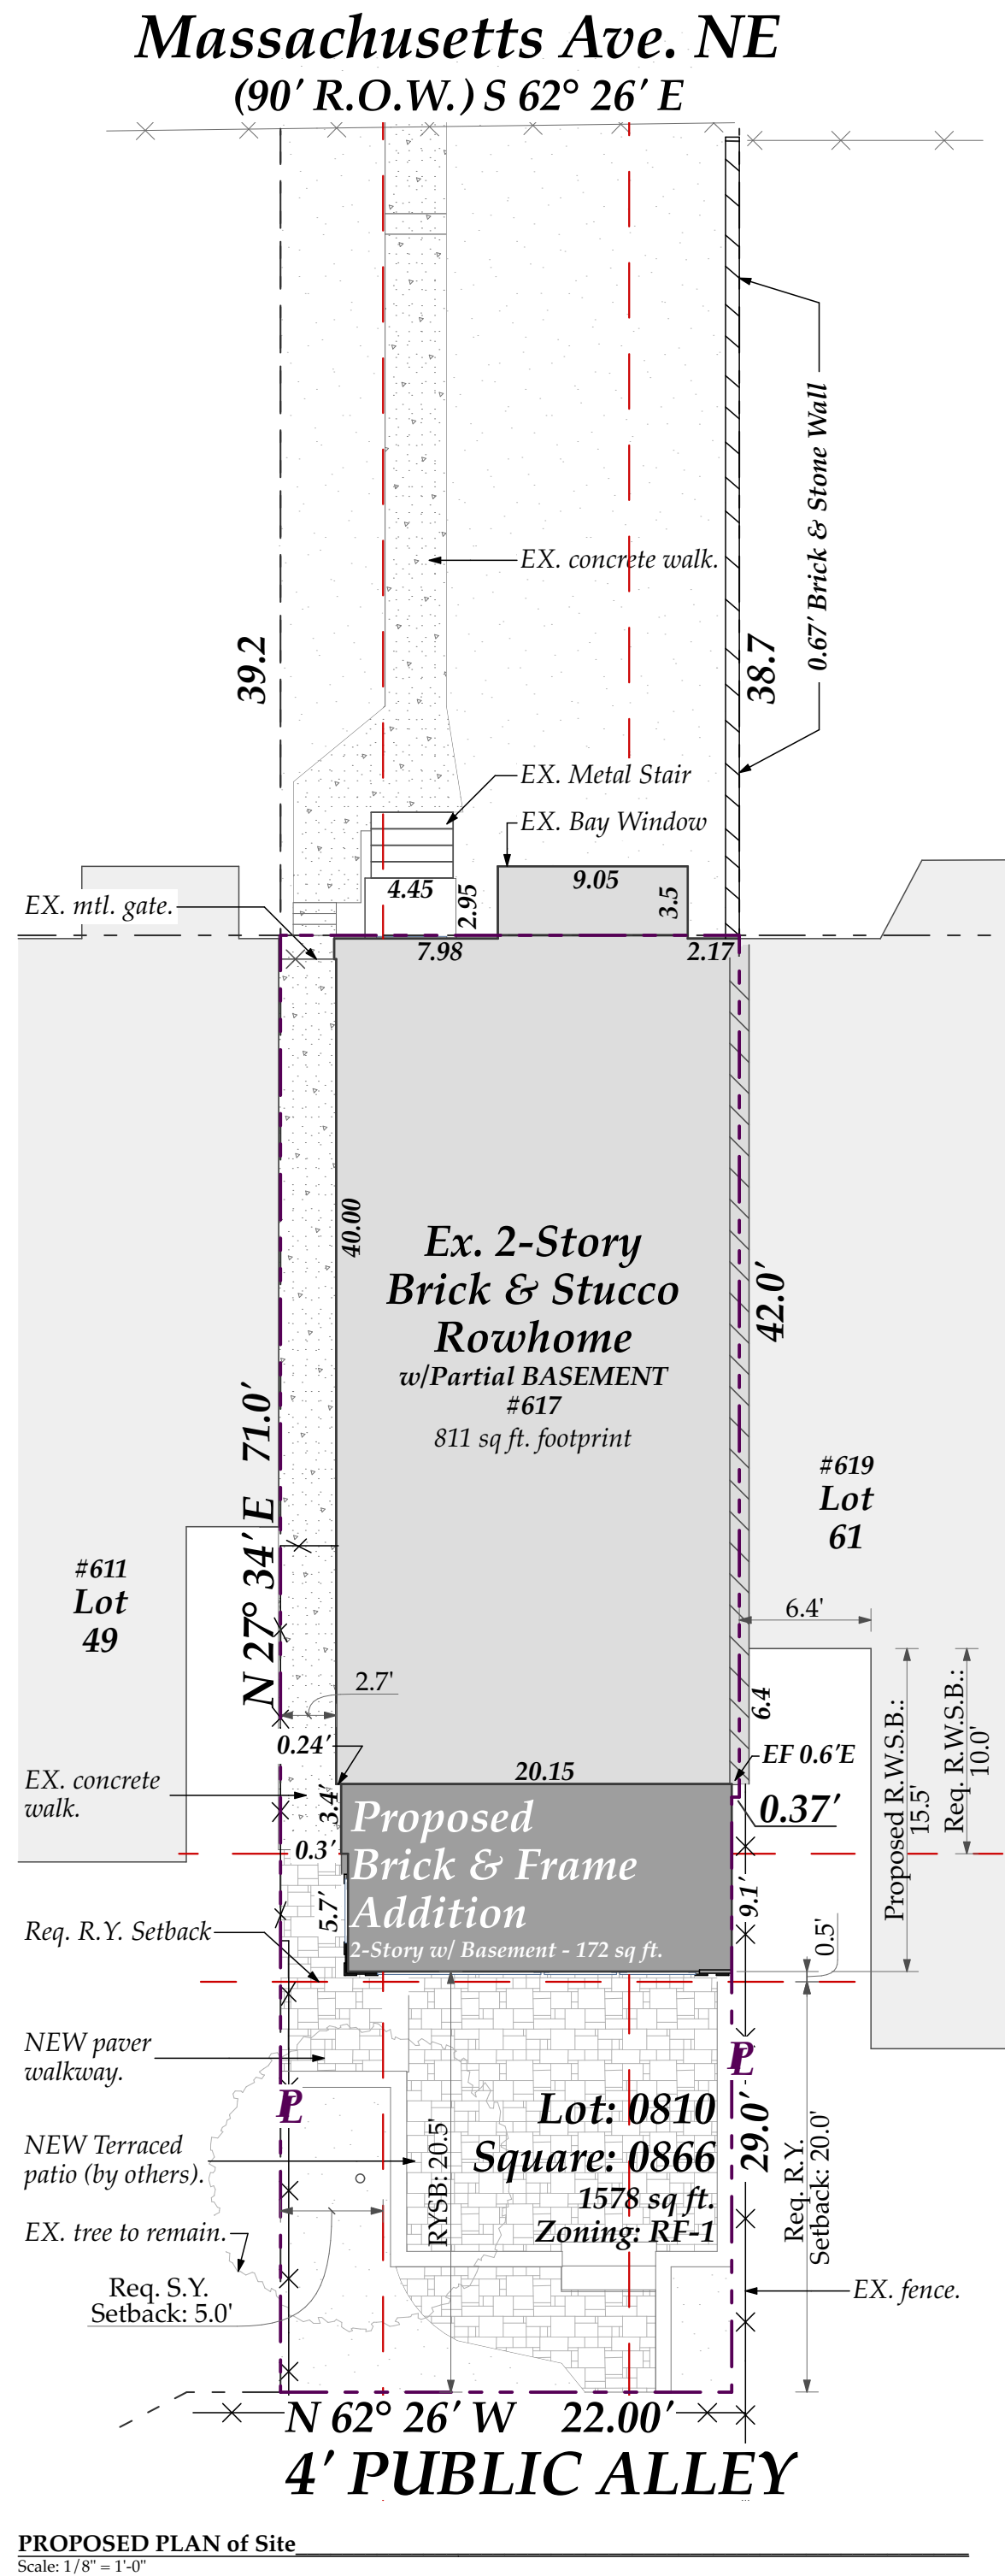 Massachusetts Ave. NE
(90' R.O.W.) S 62° 26' E
0.67' Brick & Stone Wall
EX. concrete walk.
39.2
38.7
EX. Metal Stair
EX. Bay Window
4.45
2.95
9.05
3.5
EX. mtl. gate.
7.98
2.17
40.00
Ex. 2-Story
Brick & Stucco
Rowhome
w/Partial BASEMENT
#617
811 sq ft. footprint
42.0'
N 27° 34' E 71.0'
#619
Lot
61
#611
Lot
49
6.4'
2.7'
6.4
Proposed R.W.S.B.:
15.5'
Req. R.W.S.B.:
10.0'
0.24'
EF 0.6'E
20.15
EX. concrete
walk.
3.4'
0.37'
Proposed
Brick & Frame
Addition
2-Story w/ Basement - 172 sq ft.
0.3'
5.7'
9.1'
0.5'
Req. R.Y. Setback
NEW paver
walkway.
PL
PL
Lot: 0810
Square: 0866
1578 sq ft.
Zoning: RF-1
29.0'
RYSB: 20.5'
Req. R.Y.
Setback: 20.0'
NEW Terraced
patio (by others).
EX. tree to remain.
Req. S.Y.
Setback: 5.0'
EX. fence.
N 62° 26' W 22.00'
4' PUBLIC ALLEY
PROPOSED PLAN of Site
Scale: 1/8" = 1'-0"